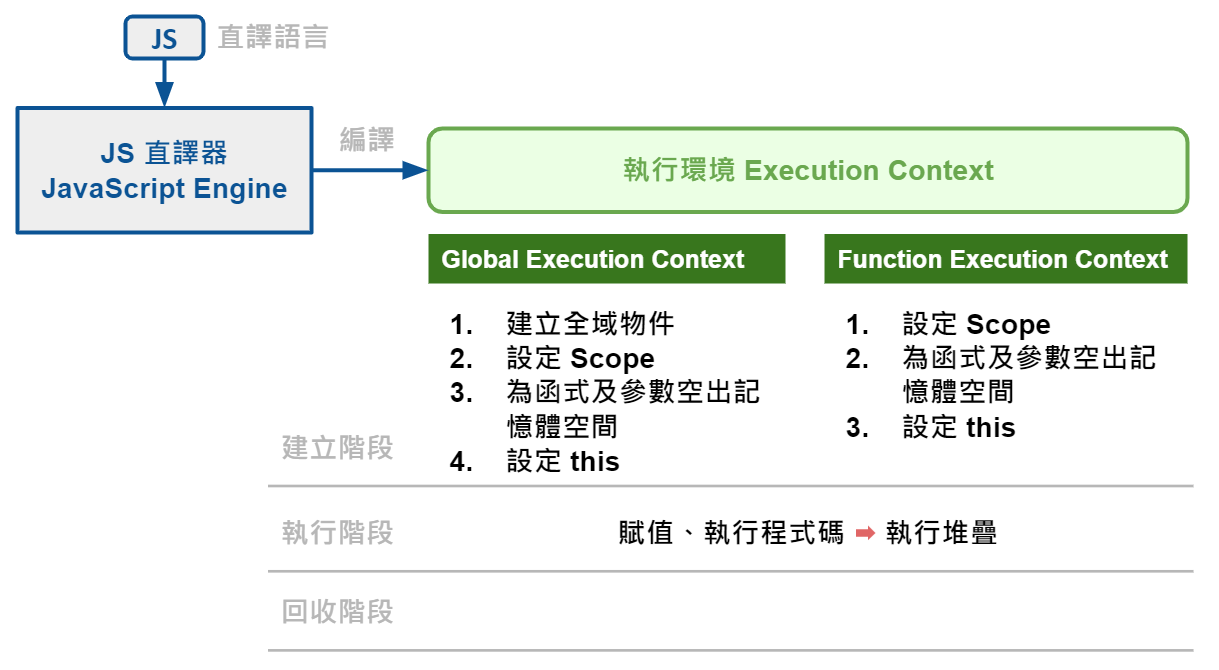 JS 直譯語言
JS 直譯器
JavaScript Engine
編譯
執行環境 Execution Context
Global Execution Context
1. 建立全域物件
2. 設定 Scope
3. 為函式及參數空出記
憶體空間
4. 設定 this
Function Execution Context
1. 設定 Scope
2. 為函式及參數空出記
憶體空間
3. 設定 this
建立階段
執行階段
賦值、執行程式碼 ➡ 執行堆疊
回收階段